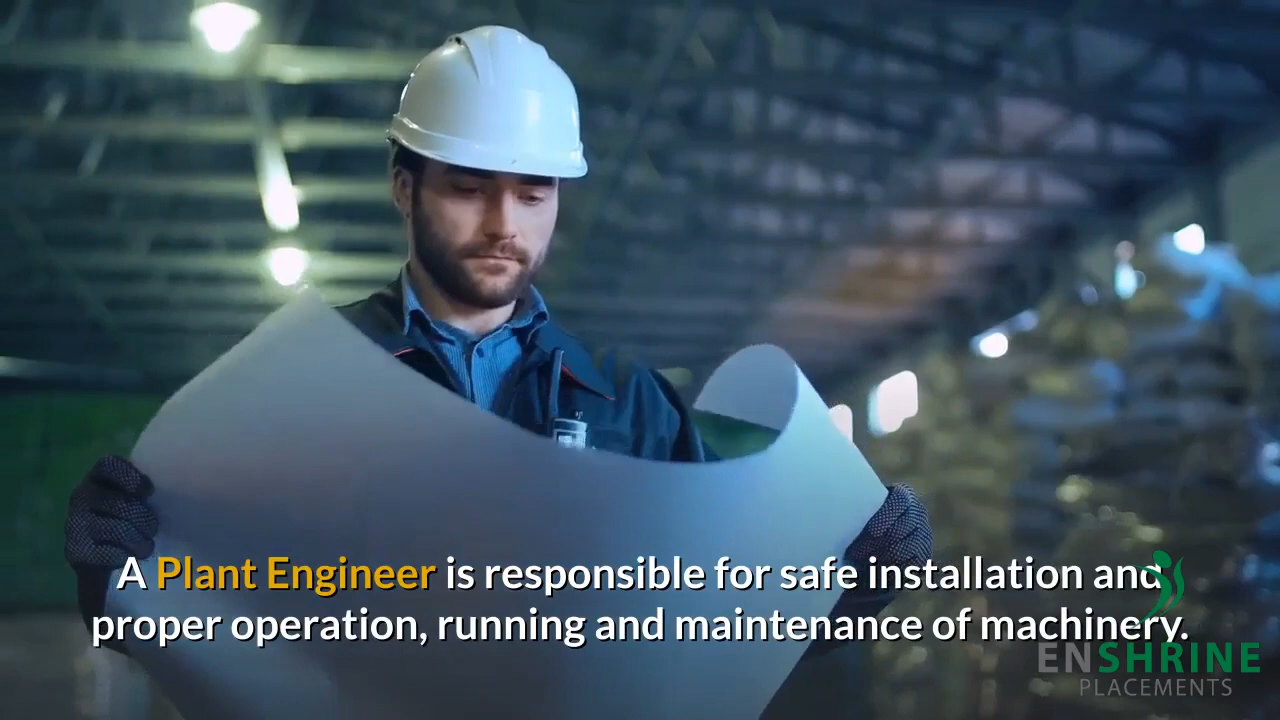 A Plant Engineer is responsible for safe installation and
proper operation, running and maintenance of machinery.
ENSHRINE
PLACEMENTS